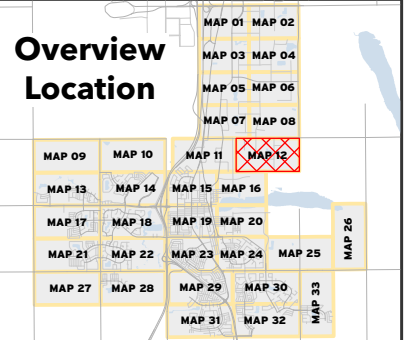 Overview
Location
MAP 01 MAP 02
MAP 03 MAP 04
MAP 05 MAP 06
MAP 07 MAP 08
MAP 09 MAP 10 MAP 11 MAP 12
MAP 13 MAP 14 MAP 15 MAP 16
MAP 17 MAP 18 MAP 19 MAP 20
MAP 21 MAP 22 MAP 23 MAP 24 MAP 25 MAP 26
MAP 27 MAP 28 MAP 29 MAP 30 MAP 33
MAP 31 MAP 32